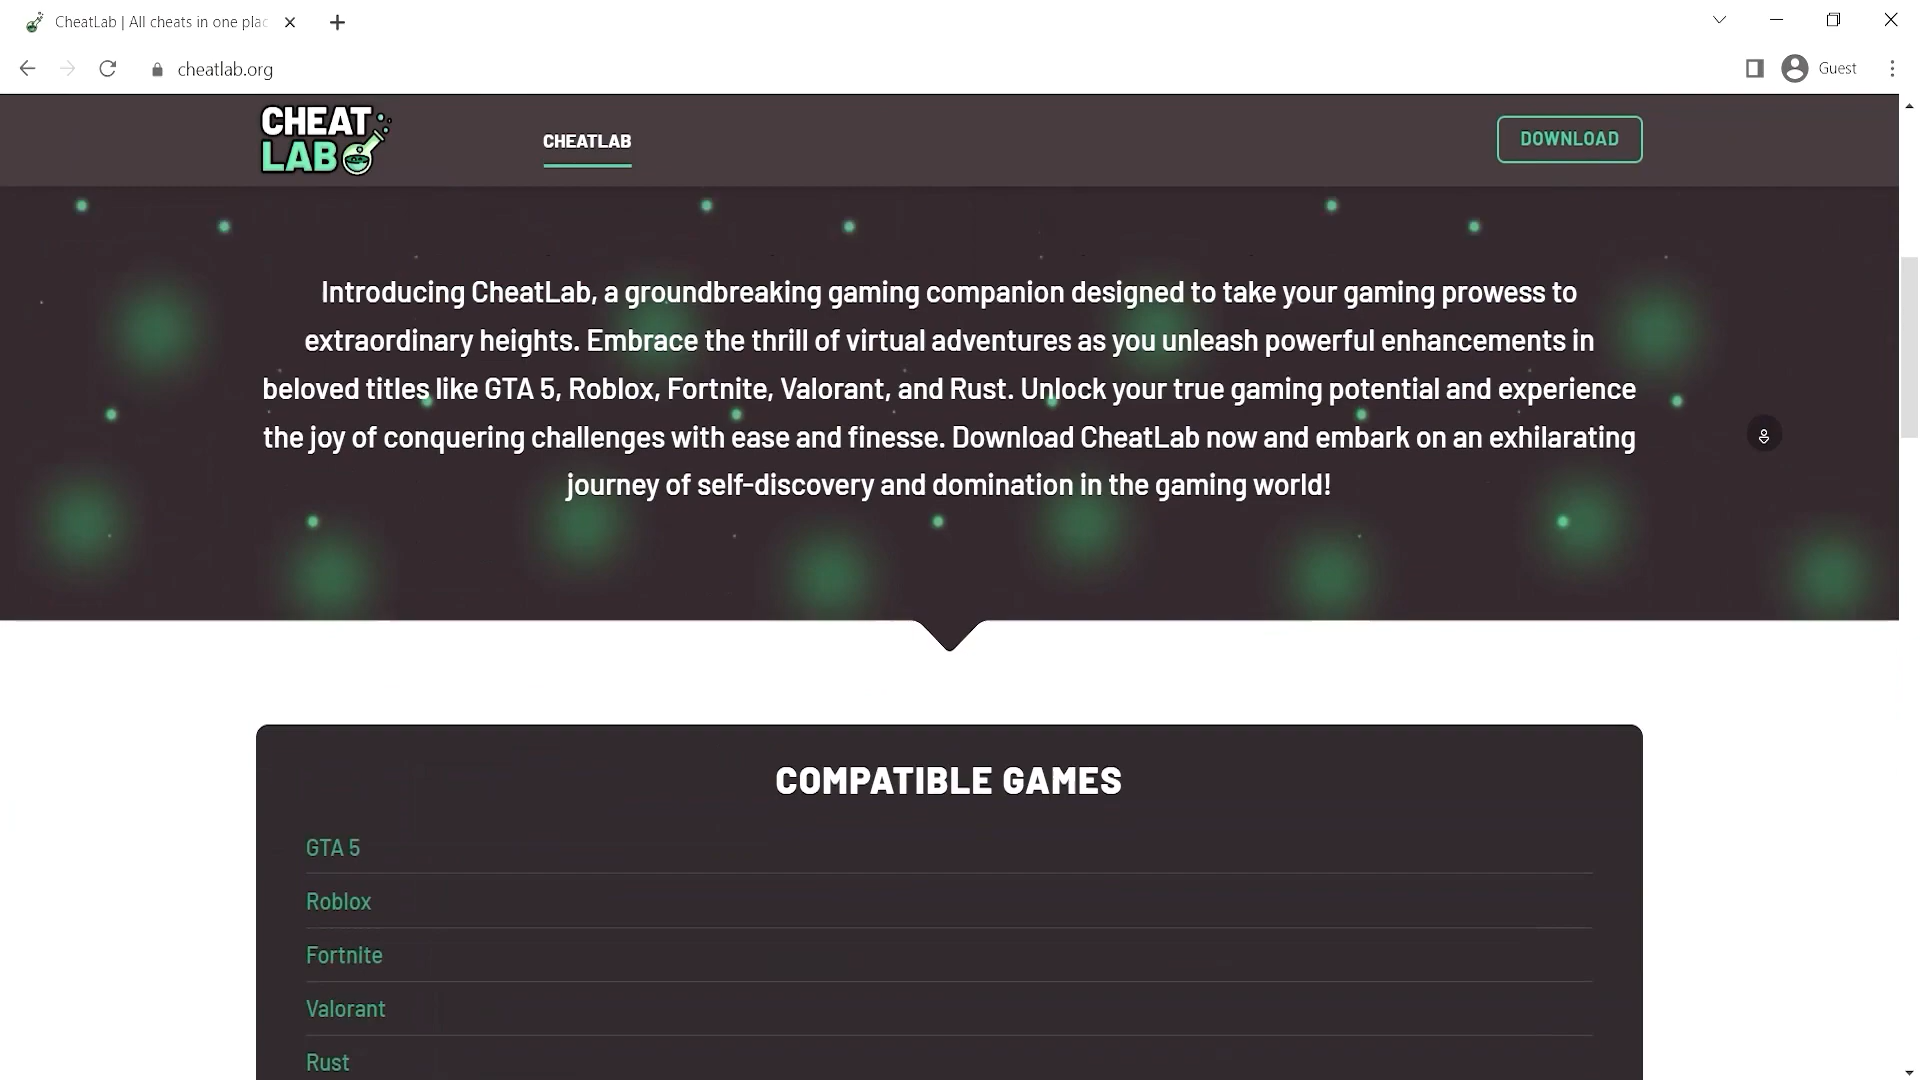 CheatLab | All cheats in one plac
cheatlab.org
Guest
CHEAT
LAB
CHEATLAB
DOWNLOAD
Introducing CheatLab, a groundbreaking gaming companion designed to take your gaming prowess to
extraordinary heights. Embrace the thrill of virtual adventures as you unleash powerful enhancements in
beloved titles like GTA 5, Roblox, Fortnite, Valorant, and Rust. Unlock your true gaming potential and experience
the joy of conquering challenges with ease and finesse. Download CheatLab now and embark on an exhilarating
journey of self-discovery and domination in the gaming world!
COMPATIBLE GAMES
GTA 5
Roblox
Fortnite
Valorant
Rust